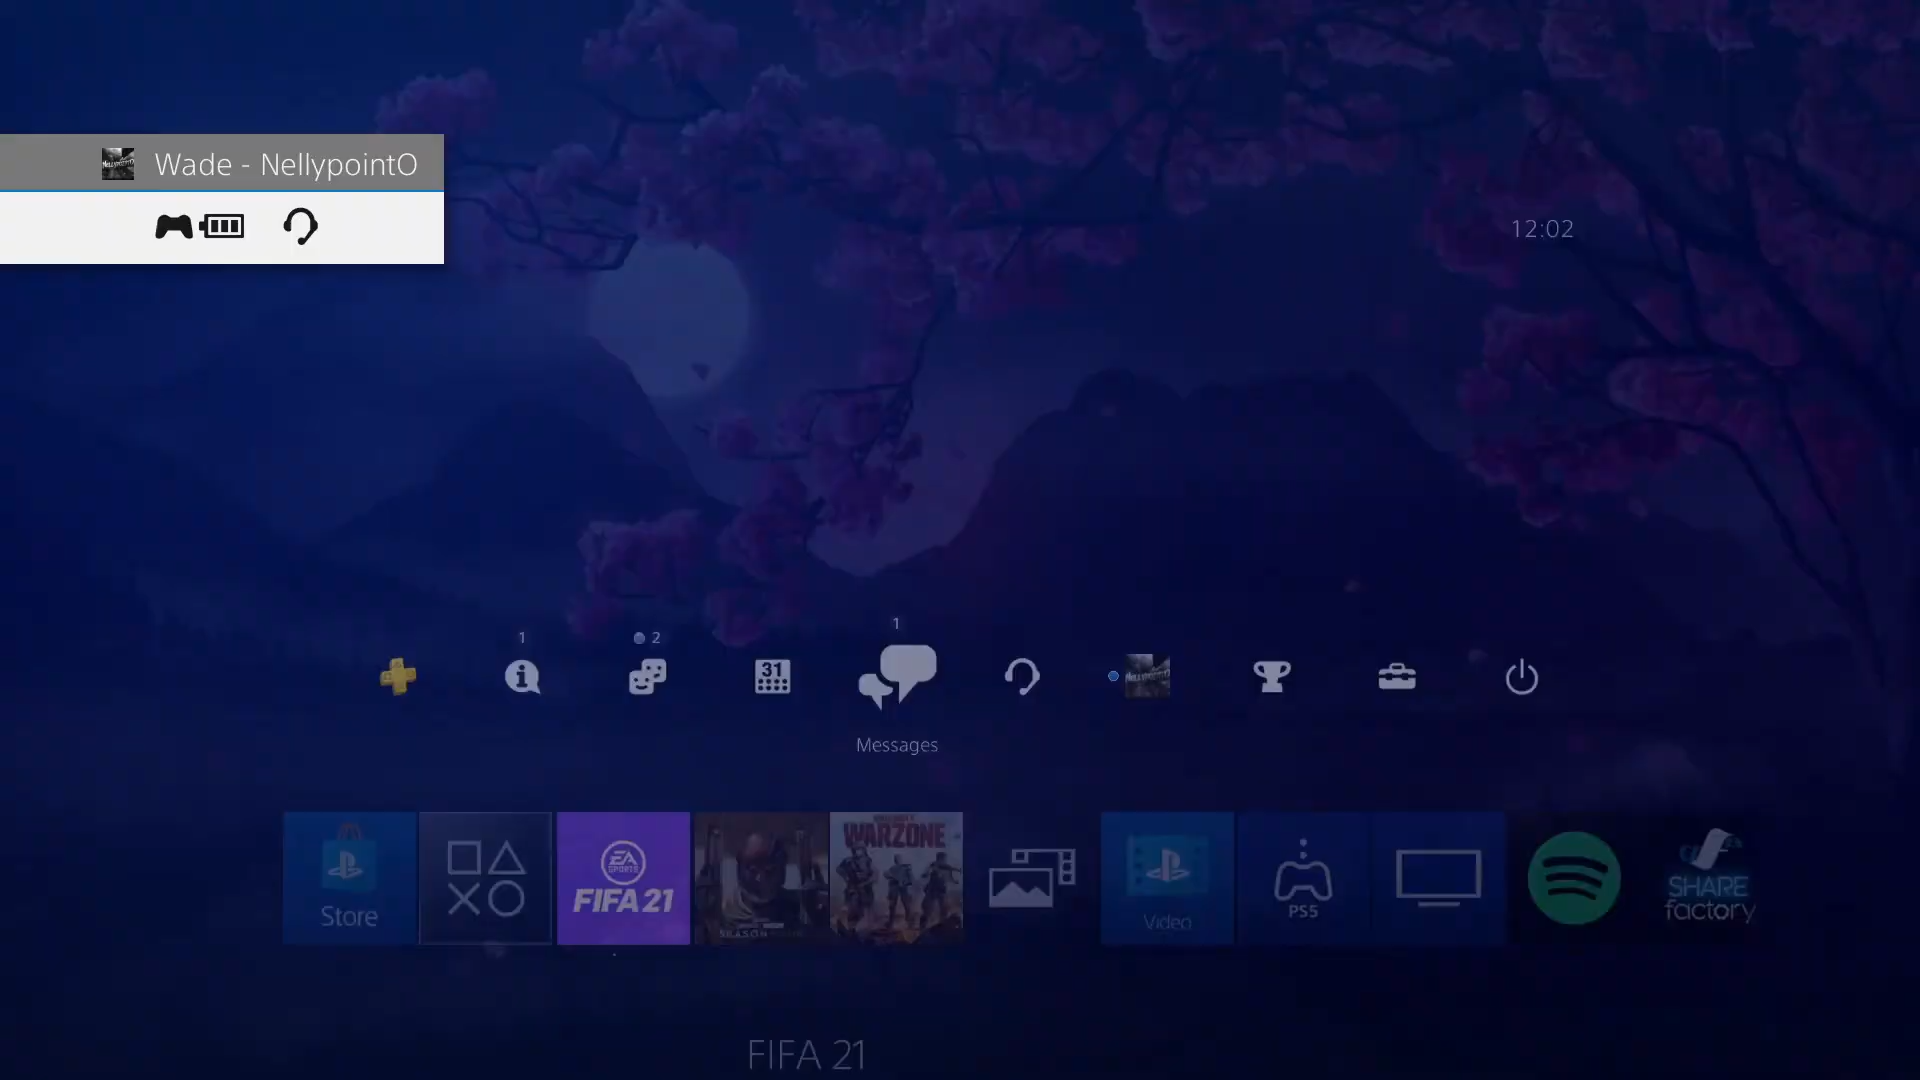 Wade - NellypointO
12:02
1
2
1
31
Messages
Store
EA
SPORTS
FIFA 21
SEASON
WARZONE
Video
PS5
SHARE
factory
FIFA 21